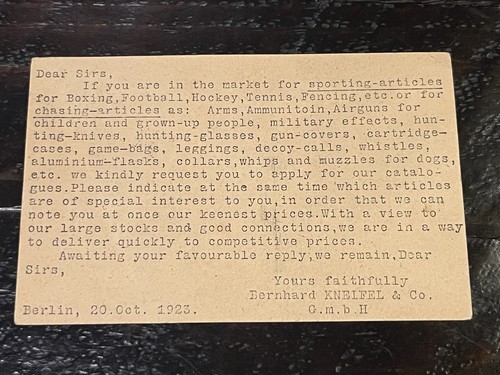 Dear Sirs,
If you are in the market for sporting-articles
for Boxing,Football,Hockey,Tennis,Fencing,etc.or for
chasing-articles as: Arms,Ammunitoin,Airguns for
children and grown-up people, military effects, hun-
ting-knives, hunting-glasses, gun-covers, cartridge-
cases, game-bags, leggings, decoy-calls, whistles,
aluminium-flasks, collars,whips and muzzles for dogs,
etc. we kindly request you to apply for our catalo-
gues.Please indicate at the same time which articles
are of special interest to you,in order that we can
note you at once our keenest prices.With a view to
our large stocks and good connections,we are in a way
to deliver quickly to competitive prices.
Awaiting your favourable reply,we remain,Dear
Sirs,
Yours faithfully
Bernhard KNEIFEL & Co.
Berlin, 20.Oct. 1923. G.m.b.H